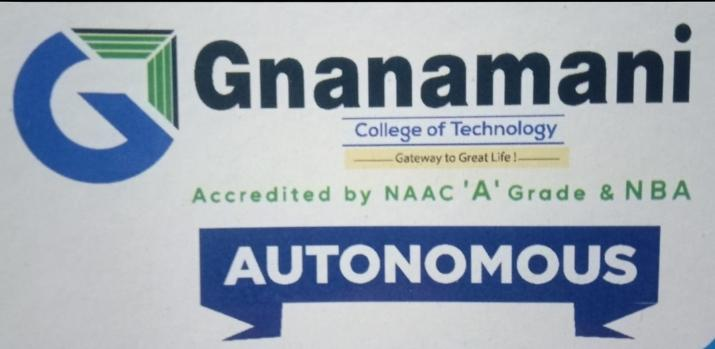 Gnanamani
College of Technology
Gateway to Great Life !
Accredited by NAAC 'A' Grade & NBA
AUTONOMOUS